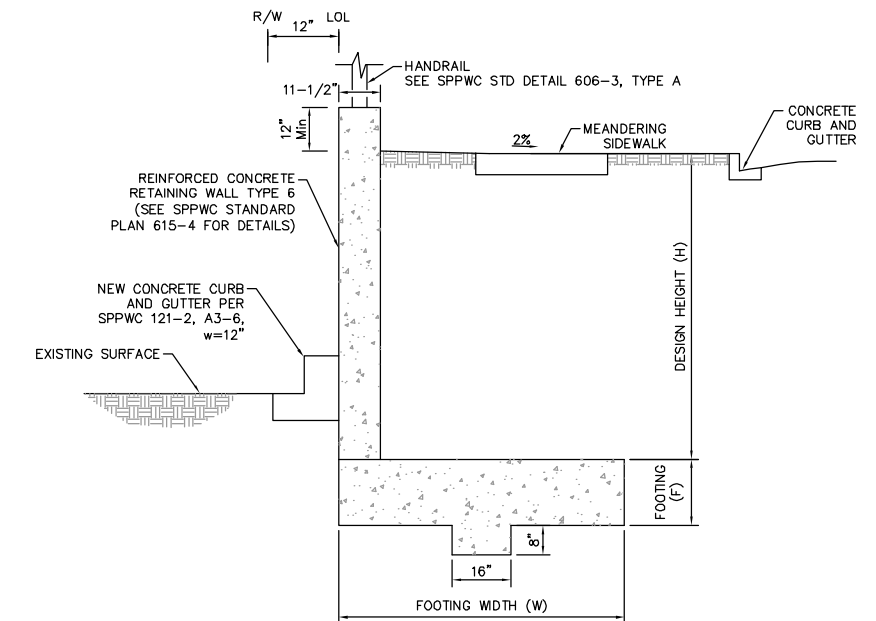 R/W LOL
12"
HANDRAIL
SEE SPPWC STD DETAIL 606-3, TYPE A
11-1/2"
12"
Min
CONCRETE
CURB AND
GUTTER
2%
MEANDERING
SIDEWALK
REINFORCED CONCRETE
RETAINING WALL TYPE 6
(SEE SPPWC STANDARD
PLAN 615-4 FOR DETAILS)
DESIGN HEIGHT (H)
NEW CONCRETE CURB
AND GUTTER PER
SPPWC 121-2, A3-6,
w=12"
EXISTING SURFACE
FOOTING
(F)
8"
16"
FOOTING WIDTH (W)